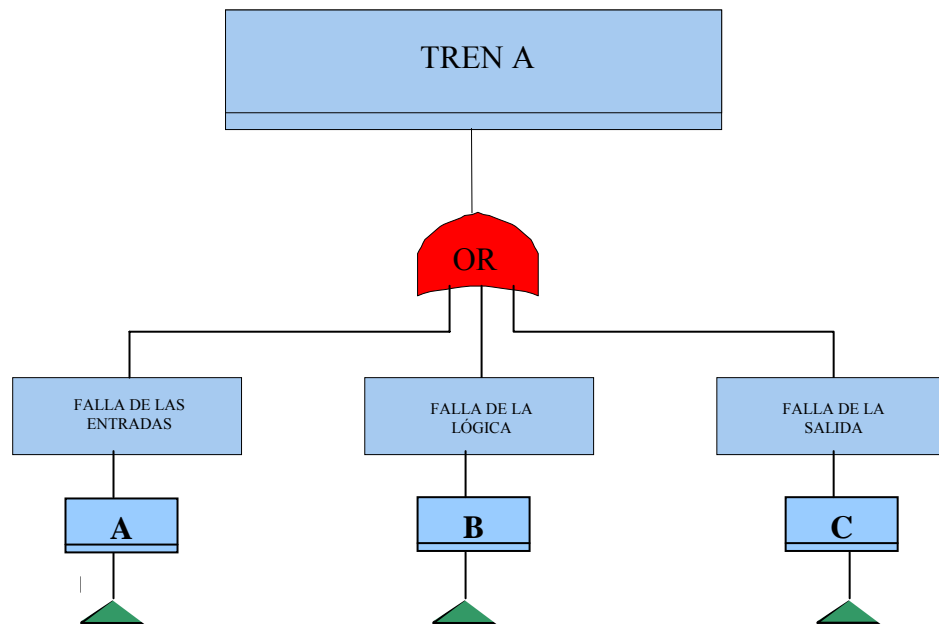 TREN A
OR
FALLA DE LAS
ENTRADAS
FALLA DE LA
LÓGICA
FALLA DE LA
SALIDA
A
B
C